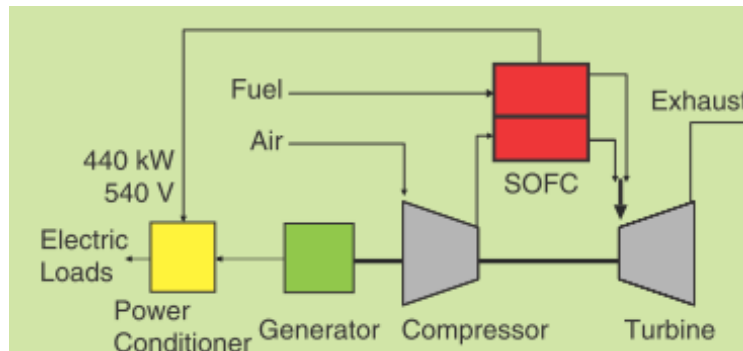 Fuel
Exhaust
Air
440 kW
540 V
SOFC
Electric
Loads
Power
Conditioner
Generator
Compressor
Turbine